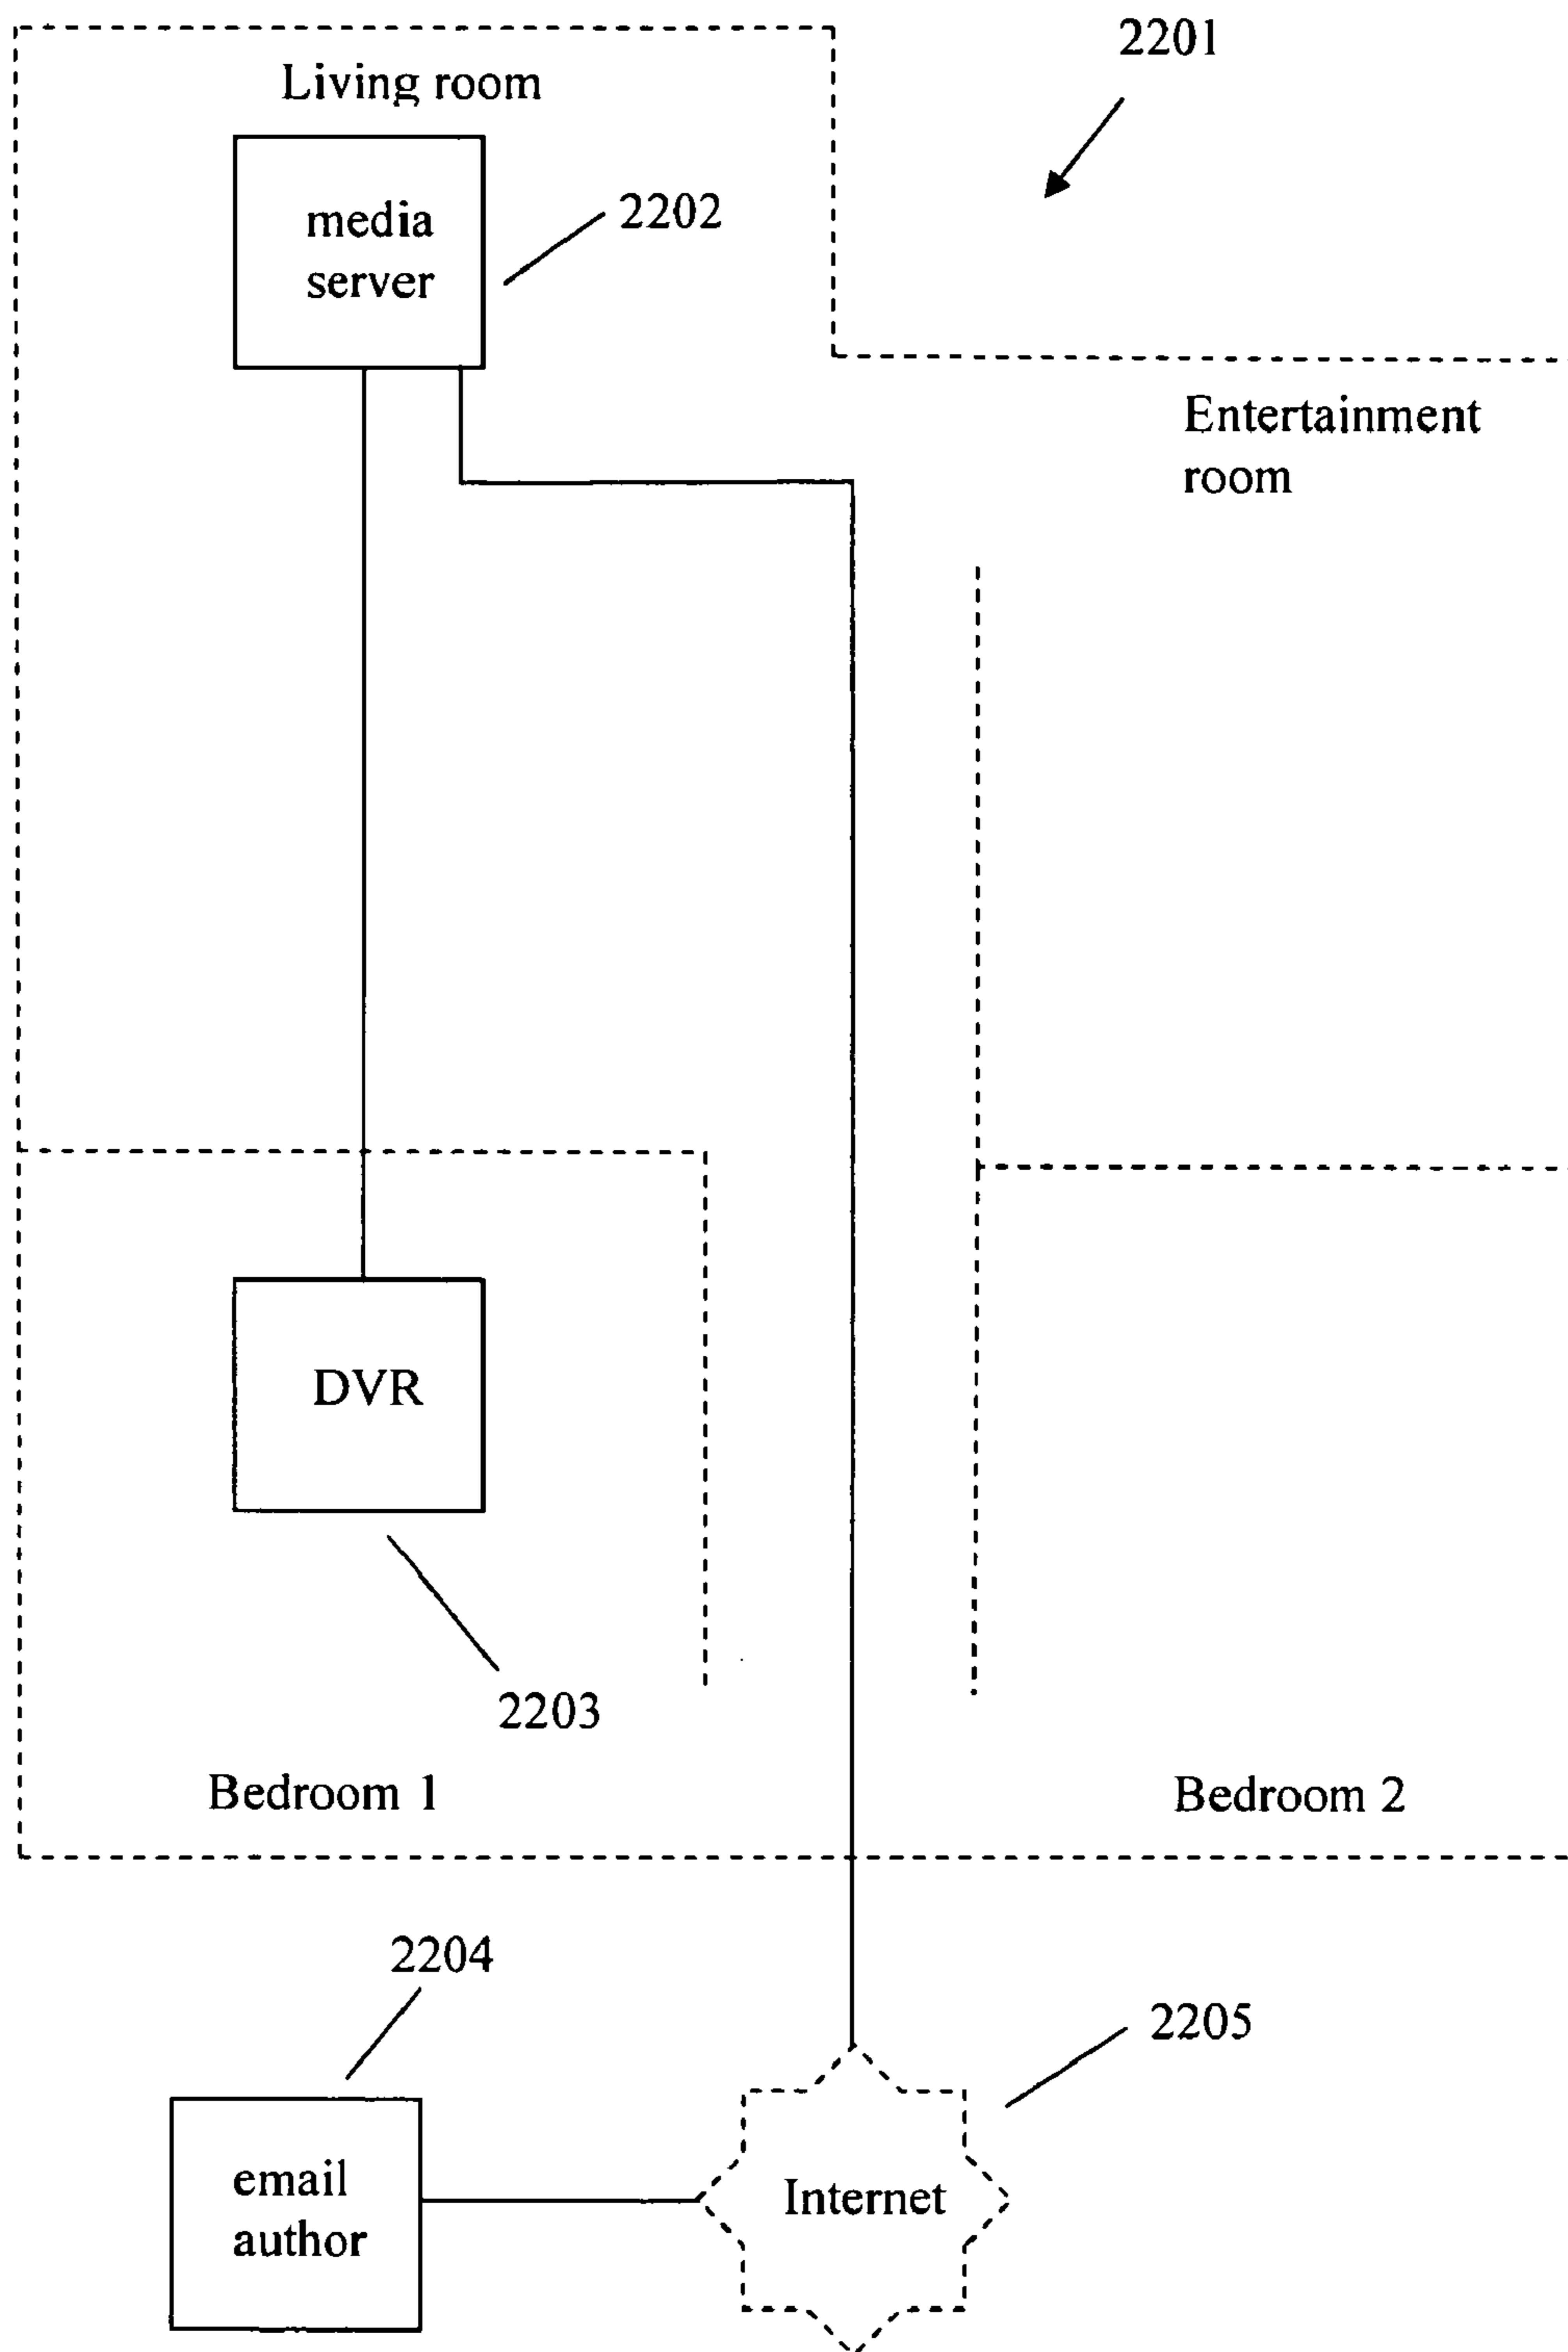 2201
Living room
media
server
2202
Entertainment
room
DVR
2203
Bedroom 1
Bedroom 2
2204
2205
email
author
Internet